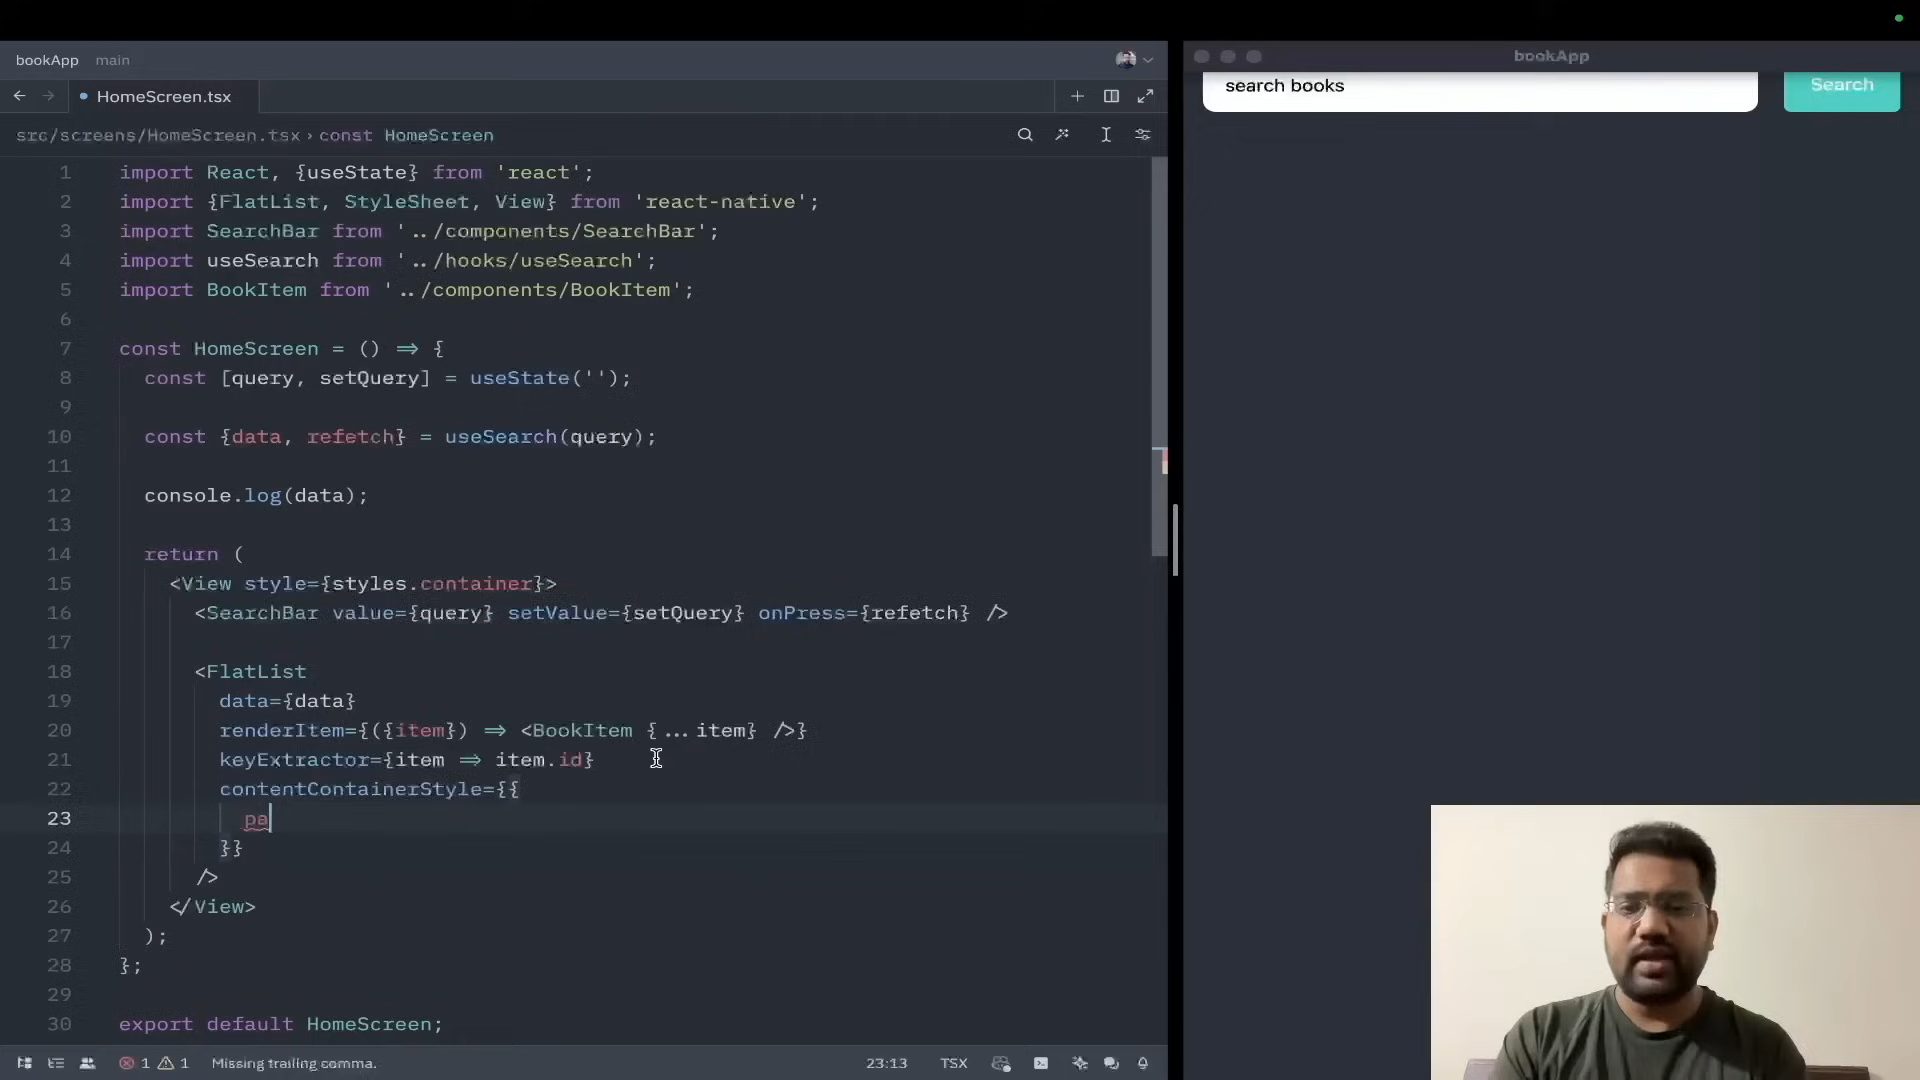 bookApp main
HomeScreen.tsx
src/screens/HomeScreen.tsx › const HomeScreen
1 import React, {useState} from 'react';
2 import {FlatList, StyleSheet, View} from 'react-native';
3 import SearchBar from '../components/SearchBar';
4 import useSearch from '../hooks/useSearch';
5 import BookItem from '../components/BookItem';
6
7 const HomeScreen = () => {
8 const [query, setQuery] = useState('');
9
10 const {data, refetch} = useSearch(query);
11
12 console.log(data);
13
14 return (
15 <View style={styles.container}>
16 <SearchBar value={query} setValue={setQuery} onPress={refetch} />
17
18 <FlatList
19 data={data}
20 renderItem={({item}) => <BookItem {...item} />}
21 keyExtractor={item => item.id}
22 contentContainerStyle={{
23 pa
24 }}
25 />
26 </View>
27 );
28 };
29
30 export default HomeScreen;
1 1 Missing trailing comma. 23:13 TSX
bookApp
search books Search